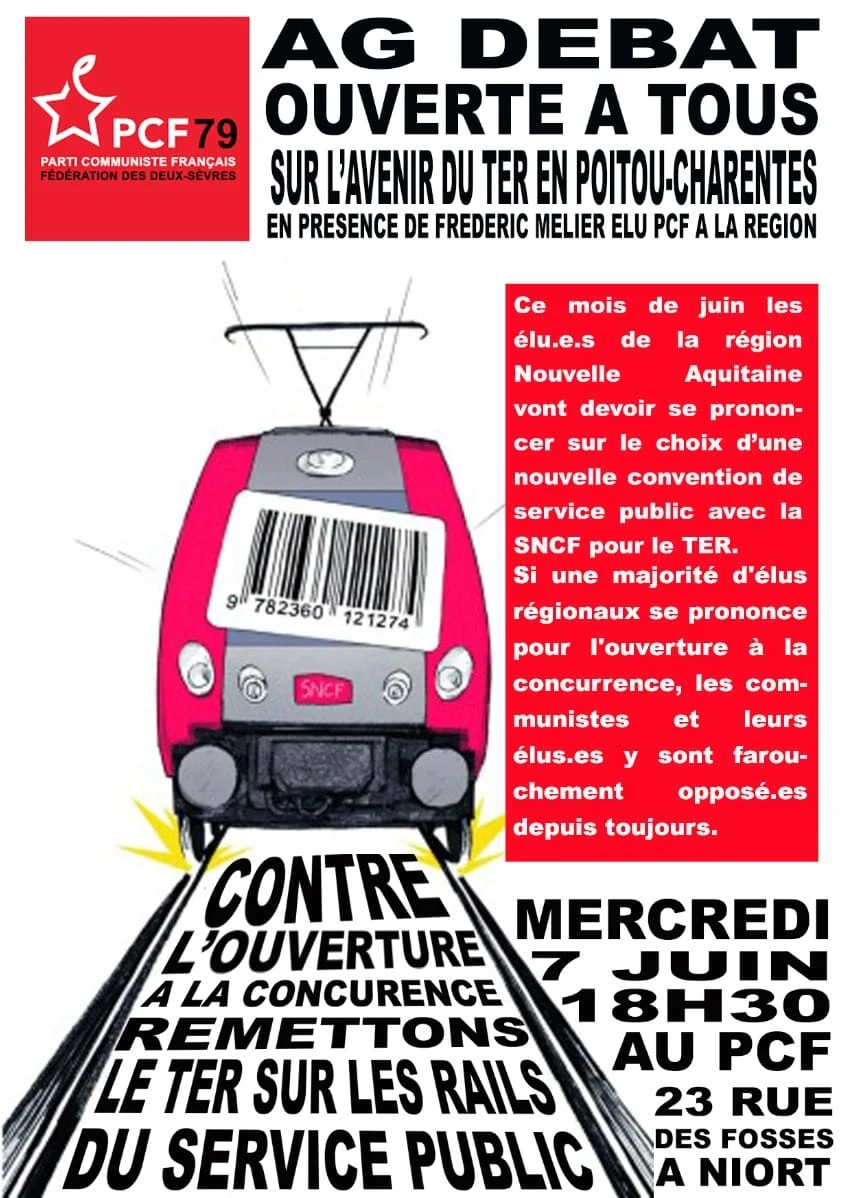 PCF 79
PARTI COMMUNISTE FRANÇAIS
FÉDÉRATION DES DEUX-SÈVRES
AG DEBAT
OUVERTE A TOUS
SUR L'AVENIR DU TER EN POITOU-CHARENTES
EN PRESENCE DE FREDERIC MELIER ELU PCF A LA REGION
Ce mois de juin les
élu.e.s de la région
Nouvelle Aquitaine
vont devoir se pronon-
cer sur le choix d’une
nouvelle convention de
service public avec la
SNCF pour le TER.
Si une majorité d'élus
régionaux se prononce
pour l'ouverture à la
concurrence, les com-
munistes et leurs
élus.es y sont farou-
chement opposé.es
depuis toujours.
9 782360 121274
SNCF
CONTRE
L'OUVERTURE
A LA CONCURENCE
REMETTONS
LE TER SUR LES RAILS
DU SERVICE PUBLIC
MERCREDI
7 JUIN
18H30
AU PCF
23 RUE
DES FOSSES
A NIORT